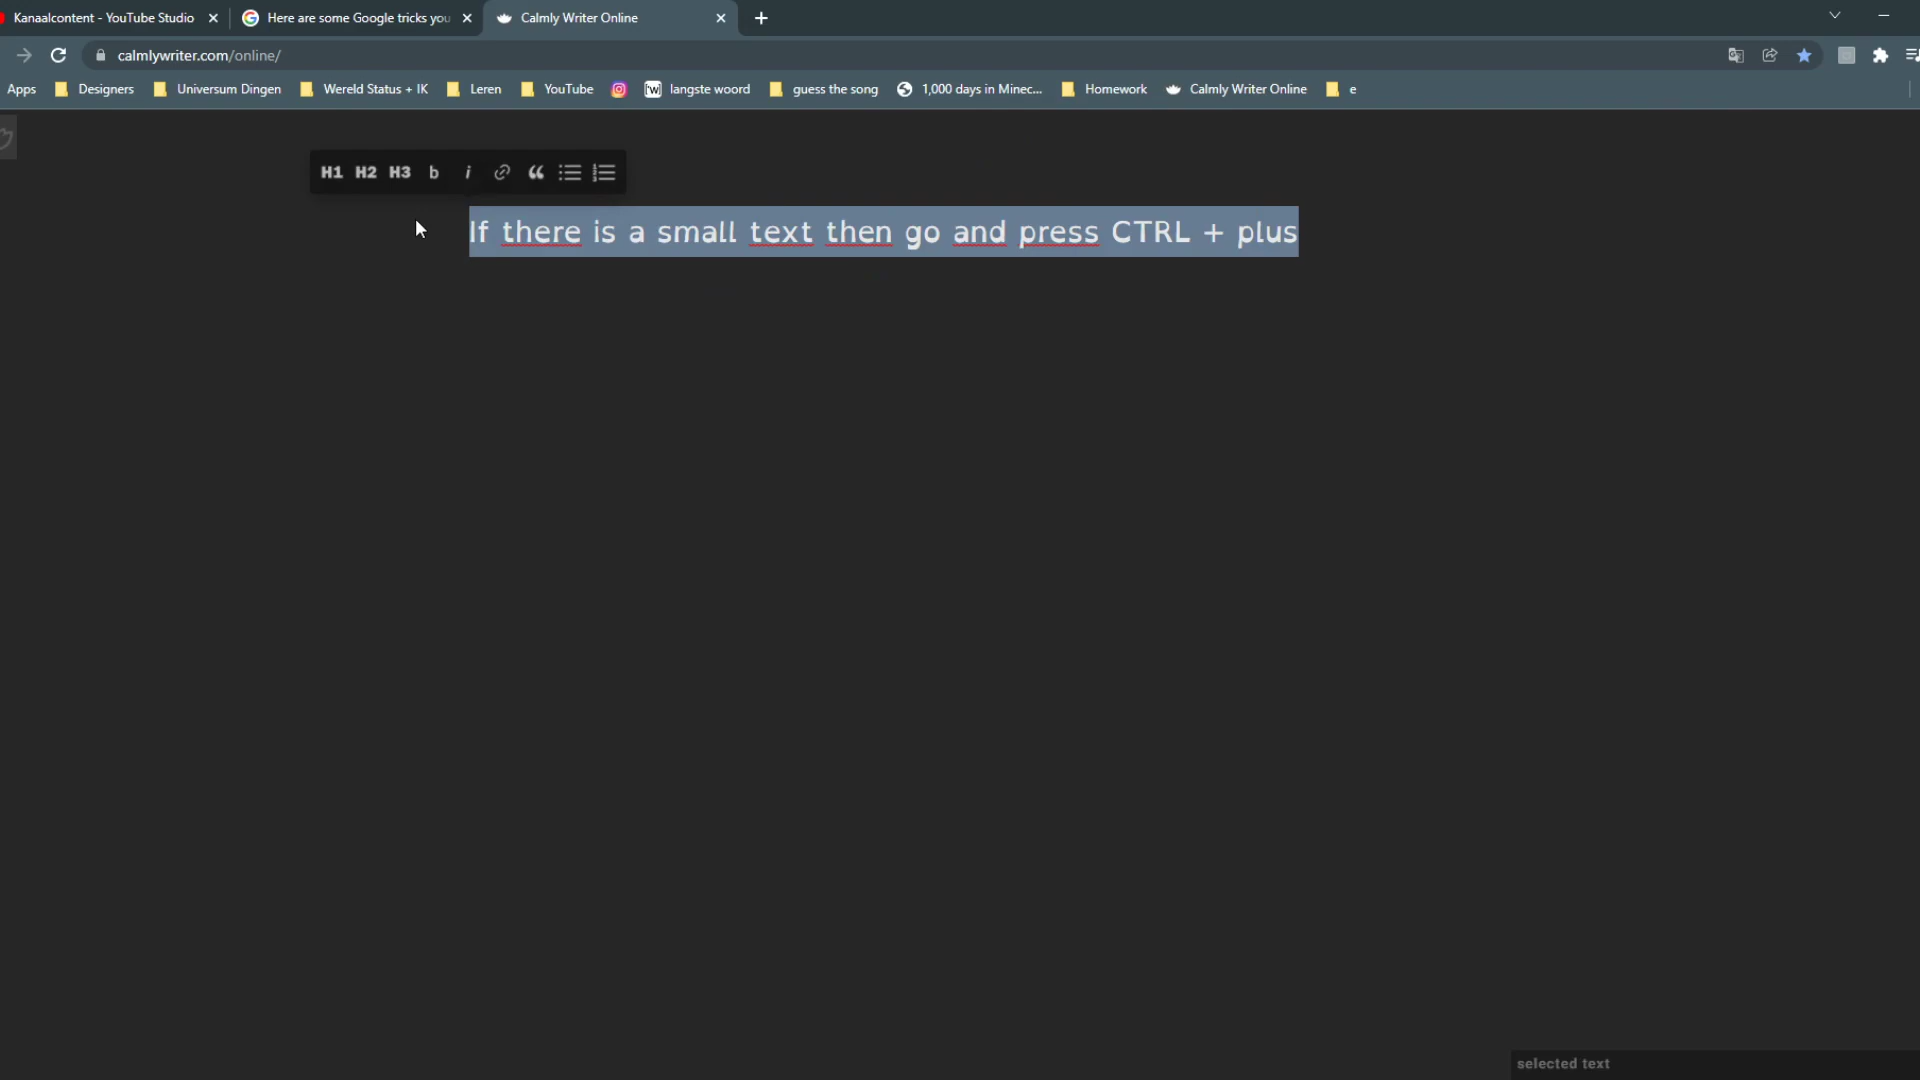 Kanaalcontent - YouTube Studio
Here are some Google tricks you
Calmly Writer Online
calmlywriter.com/online/
Apps
Designers
Universum Dingen
Wereld Status + IK
Leren
YouTube
langste woord
guess the song
1,000 days in Minec...
Homework
Calmly Writer Online
e
H1 H2 H3 b i
If there is a small text then go and press CTRL + plus
selected text